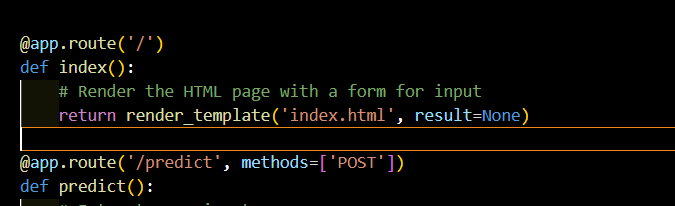 @app.route('/')
def index():
    # Render the HTML page with a form for input
    return render_template('index.html', result=None)
@app.route('/predict', methods=['POST'])
def predict():